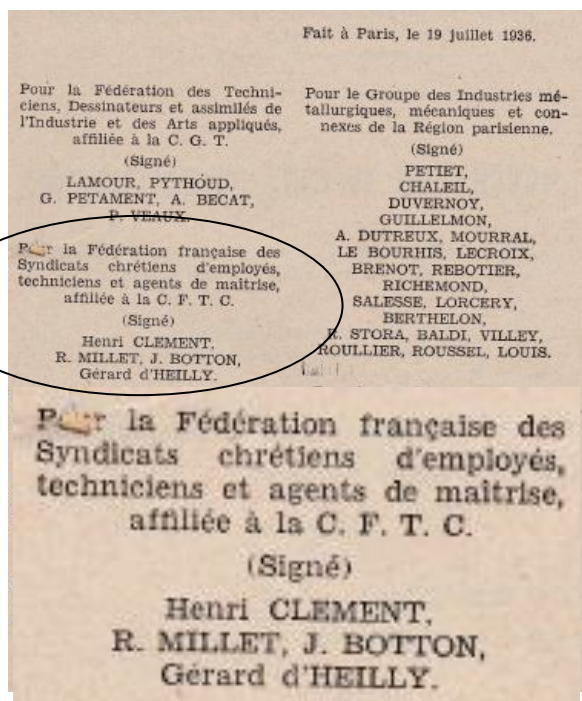 Fait à Paris, le 19 juillet 1936.
Pour la Fédération des Techni-
ciens, Dessinateurs et assimilés de
l'Industrie et des Arts appliqués,
affiliée à la C. G. T.
(Signé)
LAMOUR, PYTHOUD,
G. PETAMENT, A. BECAT,
P. VEAUX.
Pour la Fédération française des
Syndicats chrétiens d'employés,
techniciens et agents de maîtrise,
affiliée à la C. F. T. C.
(Signé)
Henri CLEMENT,
R. MILLET, J. BOTTON,
Gérard d'HEILLY.
Pour le Groupe des Industries mé-
tallurgiques, mécaniques et con-
nexes de la Région parisienne.
(Signé)
PETIET,
CHALEIL,
DUVERNOY,
GUILLELMON,
A. DUTREUX, MOURRAL,
LE BOURHIS, LECROIX,
BRENOT, REBOTIER,
RICHEMOND,
SALESSE, LORCERY,
BERTHELON,
R. STORA, BALDI, VILLEY,
ROULLIER, ROUSSEL, LOUIS.
Pour la Fédération française des
Syndicats chrétiens d'employés,
techniciens et agents de maîtrise,
affiliée à la C. F. T. C.
(Signé)
Henri CLEMENT,
R. MILLET, J. BOTTON,
Gérard d'HEILLY.